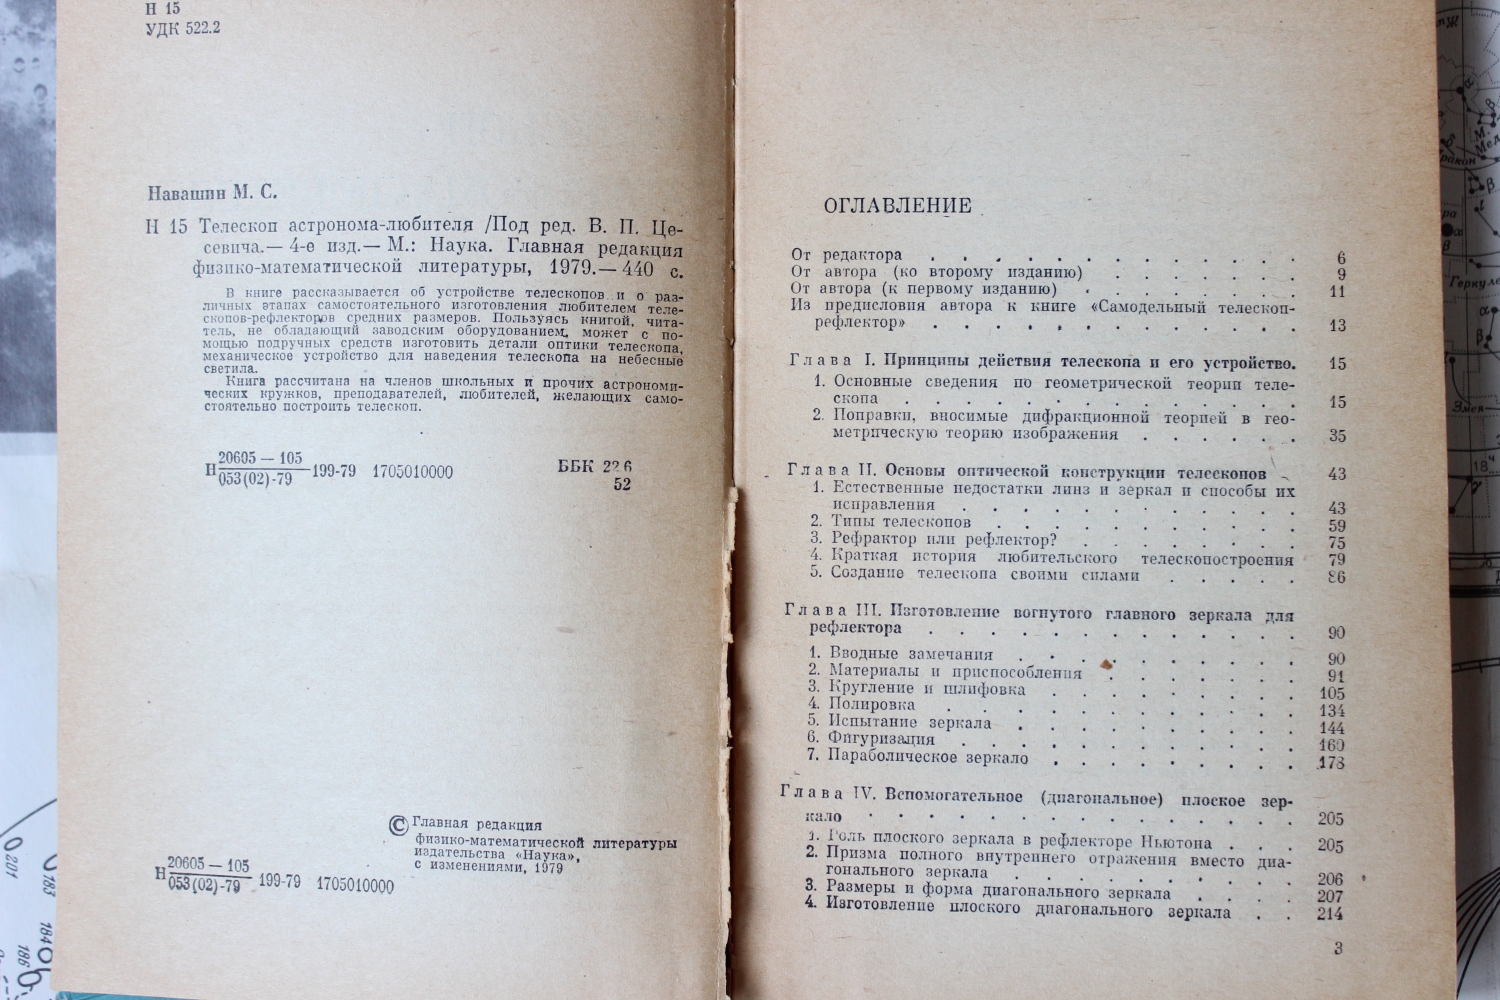 Н 15
УДК 522.2
Навашин М. С.
Н 15 Телескоп астронома-любителя /Под ред. В. П. Це-
севича.— 4-е изд.— М.: Наука. Главная редакция
физико-математической литературы, 1979.— 440 с.
В книге рассказывается об устройстве телескопов и о раз-
личных этапах самостоятельного изготовления любителем теле-
скопов-рефлекторов средних размеров. Пользуясь книгой, чита-
тель, не обладающий заводским оборудованием, может с по-
мощью подручных средств изготовить детали оптики телескопа,
механическое устройство для наведения телескопа на небесные
светила.
Книга рассчитана на членов школьных и прочих астрономи-
ческих кружков, преподавателей, любителей, желающих само-
стоятельно построить телескоп.
20605 — 105
Н 199-79 1705010000
053(02)-79
ББК 22 6
52
© Главная редакция
физико-математической литературы
издательства «Наука»,
с изменениями, 1979
20605 — 105
Н 199-79 1705010000
053(02)-79
ОГЛАВЛЕНИЕ
От редактора . . . . . . . . . . . . . 6
От автора (ко второму изданию) . . . . . . . 9
От автора (к первому изданию) . . . . . . . . 11
Из предисловия автора к книге «Самодельный телескоп-
рефлектор» . . . . . . . . . . . . 13
Глава I. Принципы действия телескопа и его устройство. 15
1. Основные сведения по геометрической теории теле-
скопа . . . . . . . . . . . . . 15
2. Поправки, вносимые дифракционной теорией в гео-
метрическую теорию изображения . . . . . . 35
Глава II. Основы оптической конструкции телескопов 43
1. Естественные недостатки линз и зеркал и способы их
исправления . . . . . . . . . . . 43
2. Типы телескопов . . . . . . . . . . 59
3. Рефрактор или рефлектор? . . . . . . . 75
4. Краткая история любительского телескопостроения 79
5. Создание телескопа своими силами . . . . . 86
Глава III. Изготовление вогнутого главного зеркала для
рефлектора . . . . . . . . . . . . 90
1. Вводные замечания . . . . . . . . . 90
2. Материалы и приспособления . . . . . . . 91
3. Кругление и шлифовка . . . . . . . . . 105
4. Полировка . . . . . . . . . . . . 134
5. Испытание зеркала . . . . . . . . . . 144
6. Фигуризация . . . . . . . . . . . 160
7. Параболическое зеркало . . . . . . . . 178
Глава IV. Вспомогательное (диагональное) плоское зер-
кало . . . . . . . . . . . . . . 205
1. Роль плоского зеркала в рефлекторе Ньютона . . . 205
2. Призма полного внутреннего отражения вместо диа-
гонального зеркала . . . . . . . . . . 206
3. Размеры и форма диагонального зеркала . . . . 207
4. Изготовление плоского диагонального зеркала . . 214
3